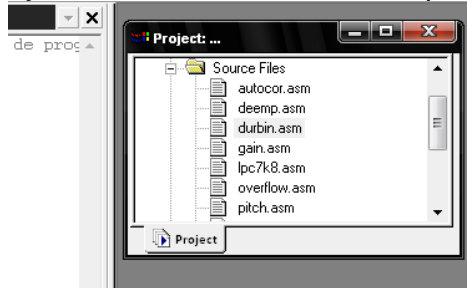 de prog
Project: ...
Source Files
autocor.asm
deemp.asm
durbin.asm
gain.asm
lpc7k8.asm
overflow.asm
pitch.asm
Project